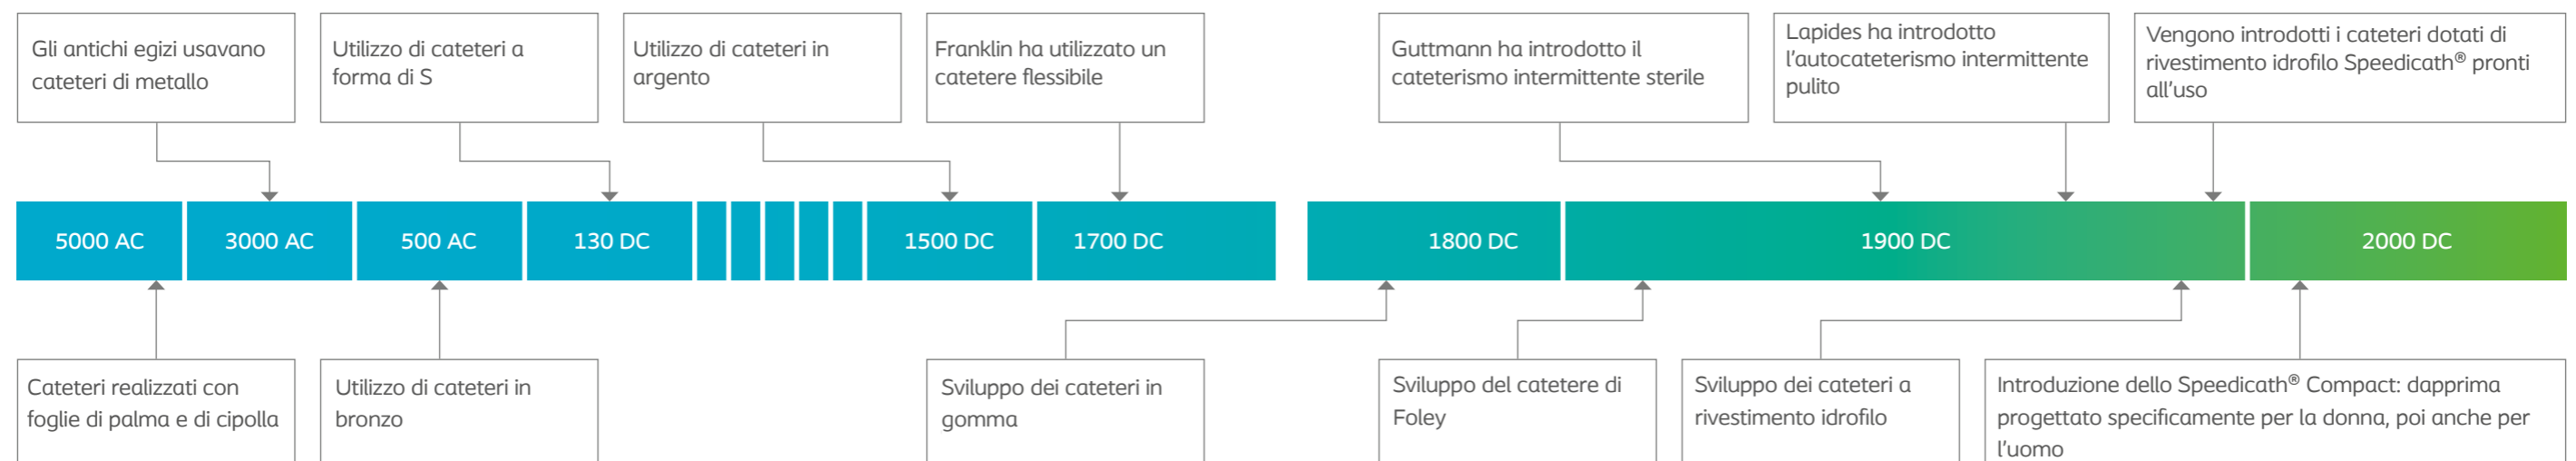 Gli antichi egizi usavano
cateteri di metallo
Utilizzo di cateteri a
forma di S
Utilizzo di cateteri in
argento
Franklin ha utilizzato un
catetere flessibile
Guttmann ha introdotto il
cateterismo intermittente sterile
Lapides ha introdotto
l'autocateterismo intermittente
pulito
Vengono introdotti i cateteri dotati di
rivestimento idrofilo Speedicath® pronti
all'uso
5000 AC
3000 AC
500 AC
130 DC
1500 DC
1700 DC
1800 DC
1900 DC
2000 DC
Cateteri realizzati con
foglie di palma e di cipolla
Utilizzo di cateteri in
bronzo
Sviluppo dei cateteri in
gomma
Sviluppo del catetere di
Foley
Sviluppo dei cateteri a
rivestimento idrofilo
Introduzione dello Speedicath® Compact: dapprima
progettato specificamente per la donna, poi anche per
l'uomo